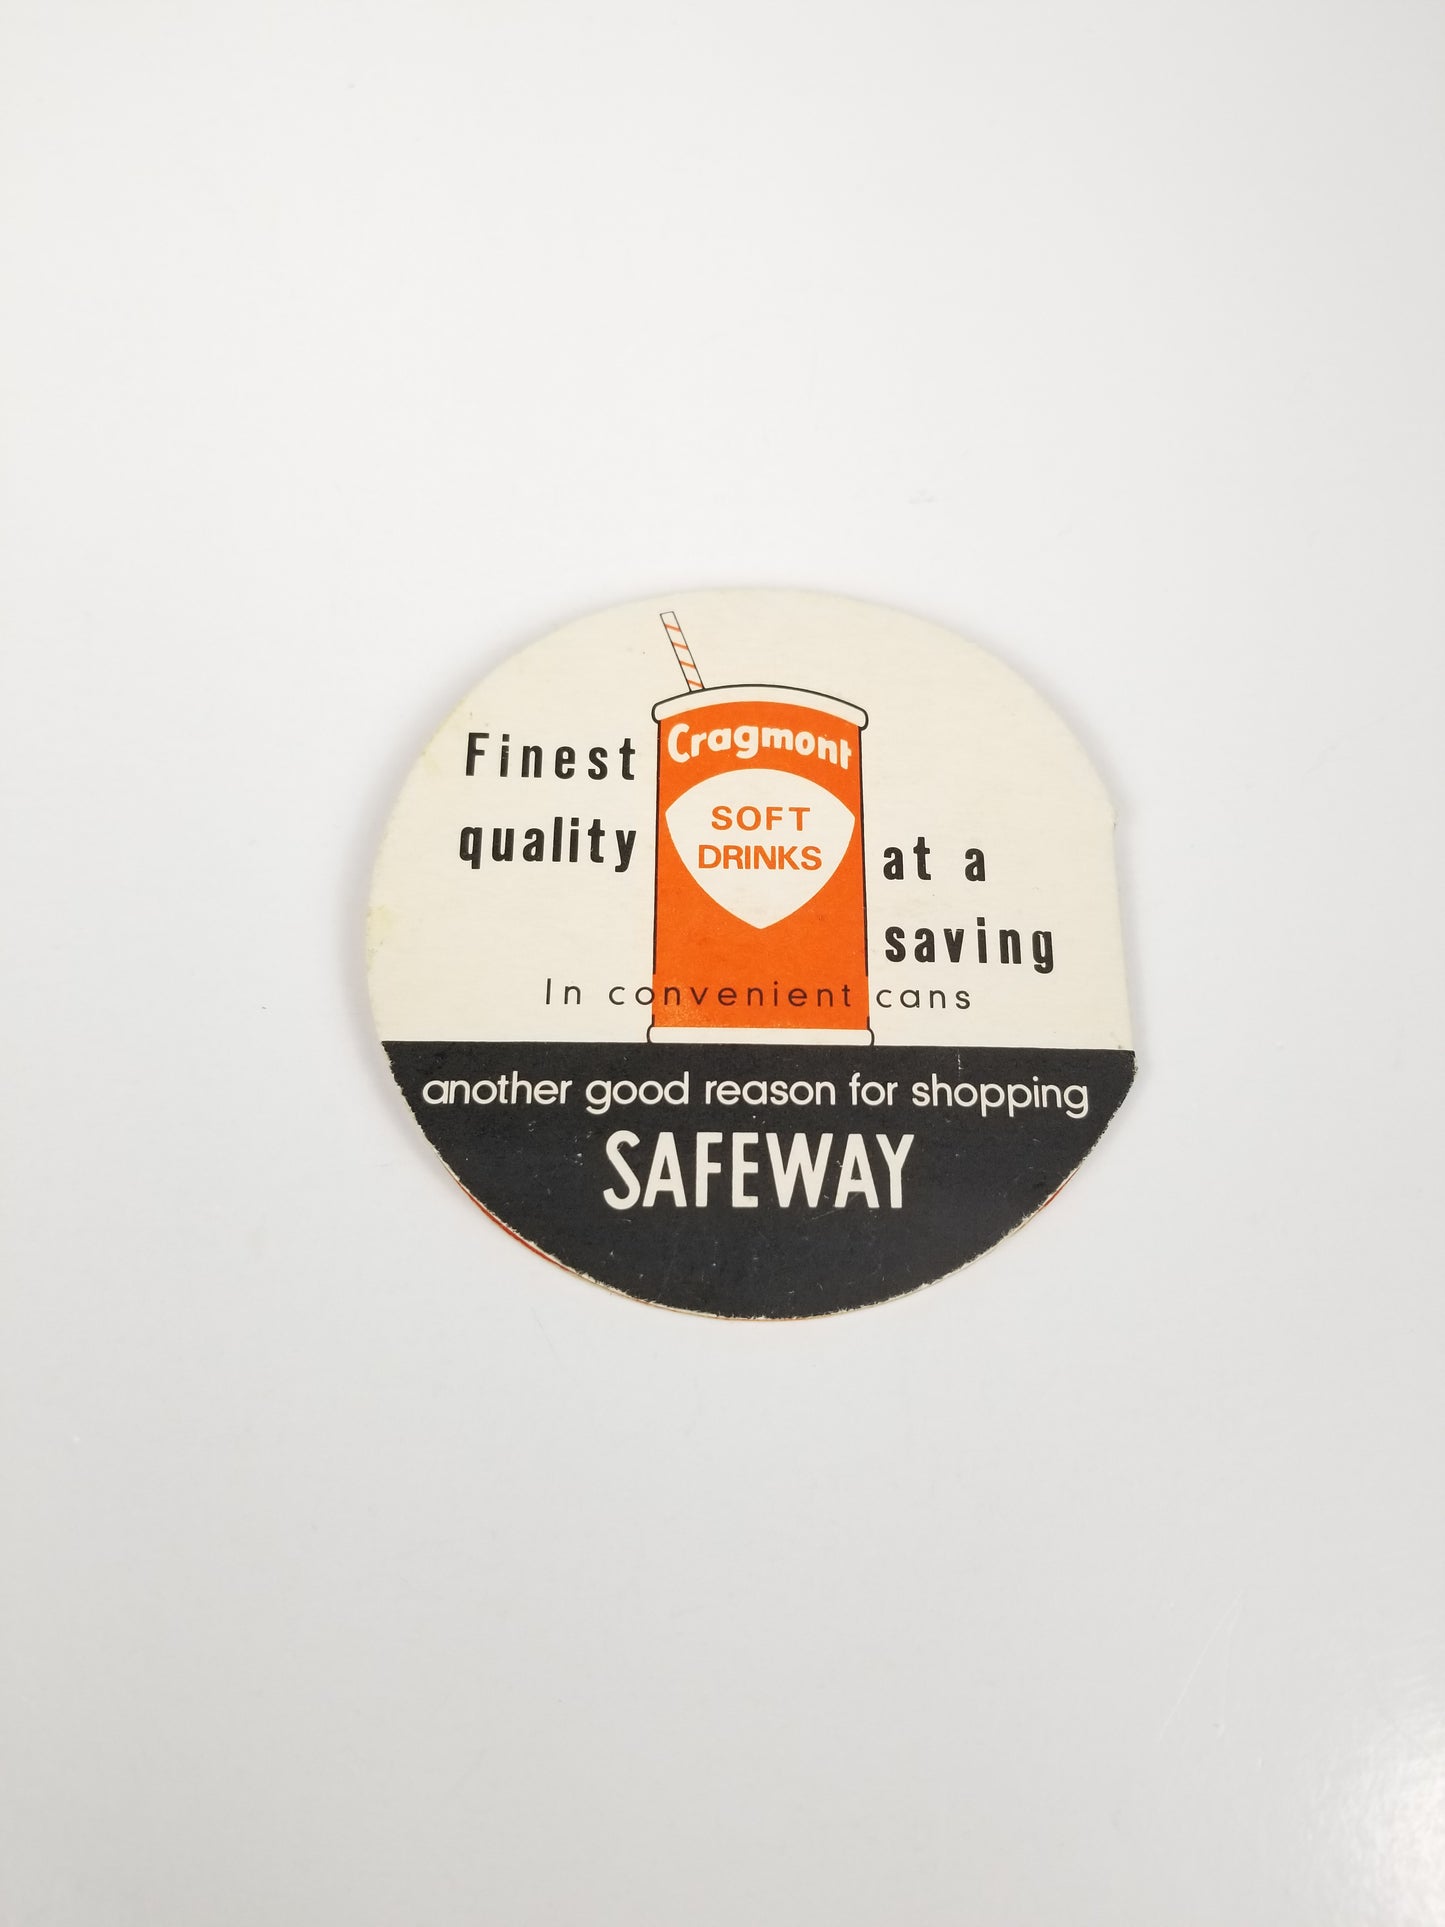 Cragmont
SOFT
DRINKS
Finest
quality
at a
saving
In convenient cans
another good reason for shopping
SAFEWAY